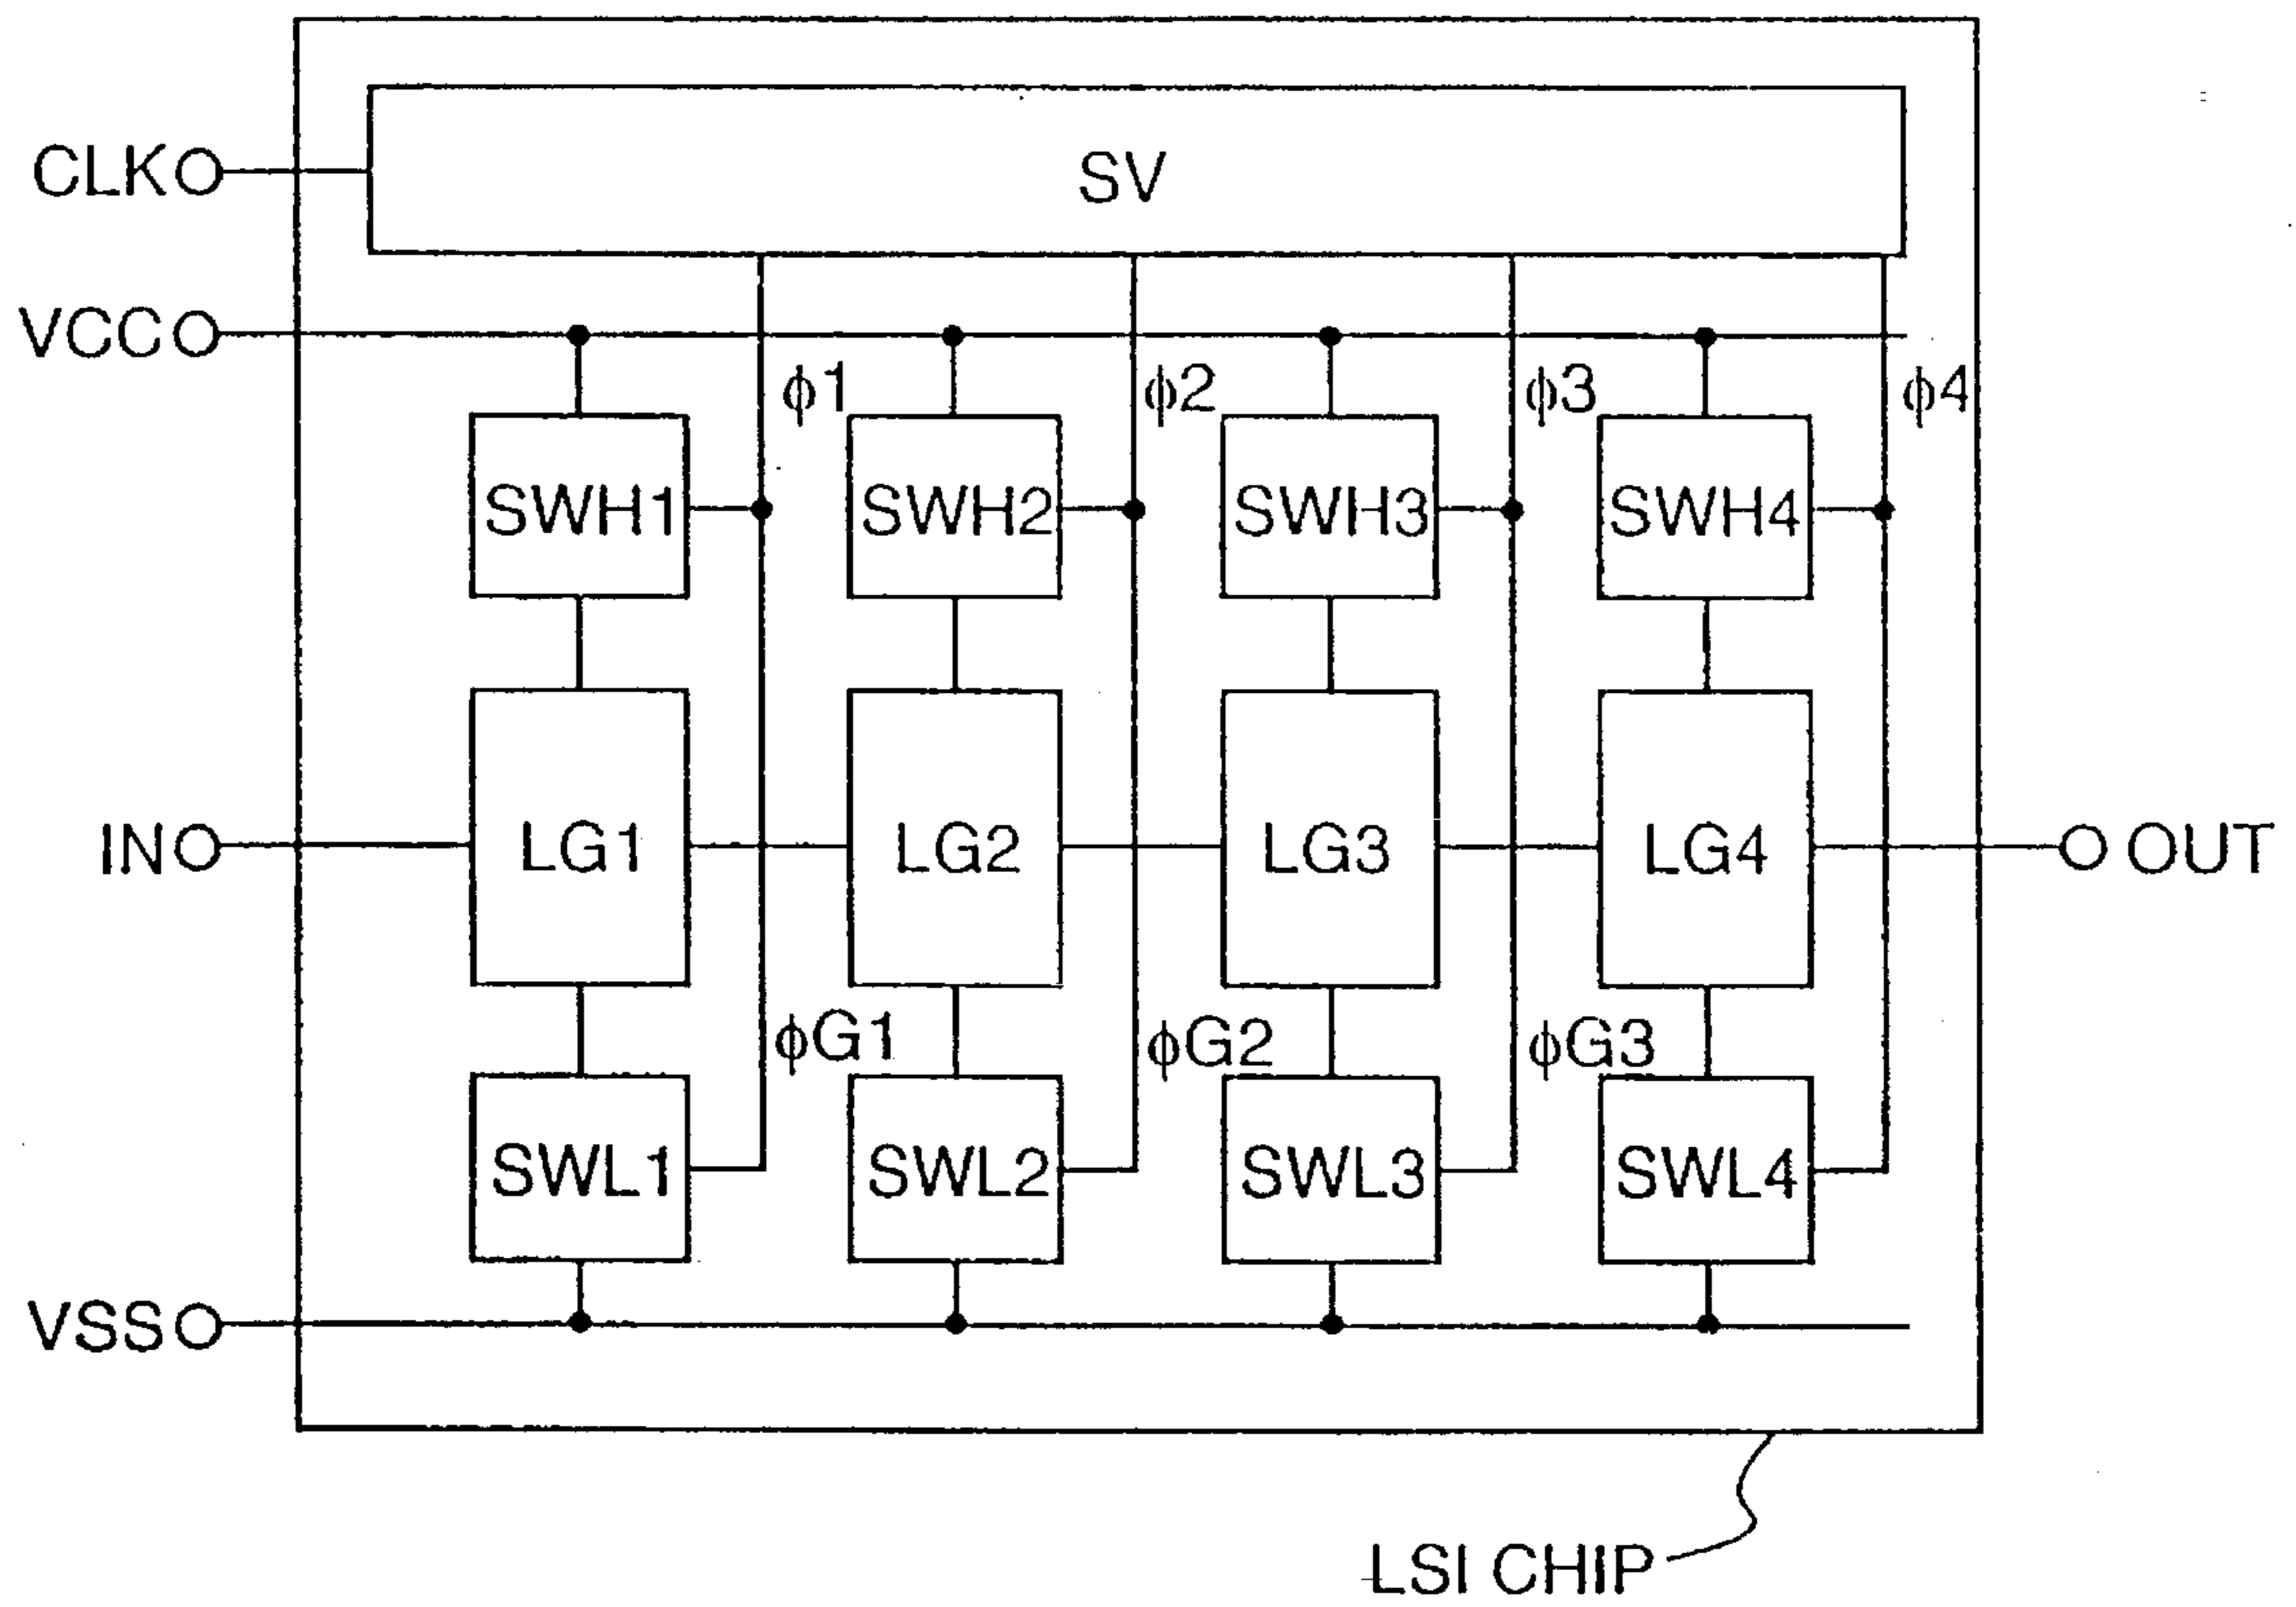 SV
CLK
VCC
ϕ1 ϕ2 ϕ3 ϕ4
SWH1 SWH2 SWH3 SWH4
IN LG1 LG2 LG3 LG4 OUT
ϕG1 ϕG2 ϕG3
SWL1 SWL2 SWL3 SWL4
VSS
LSI CHIP